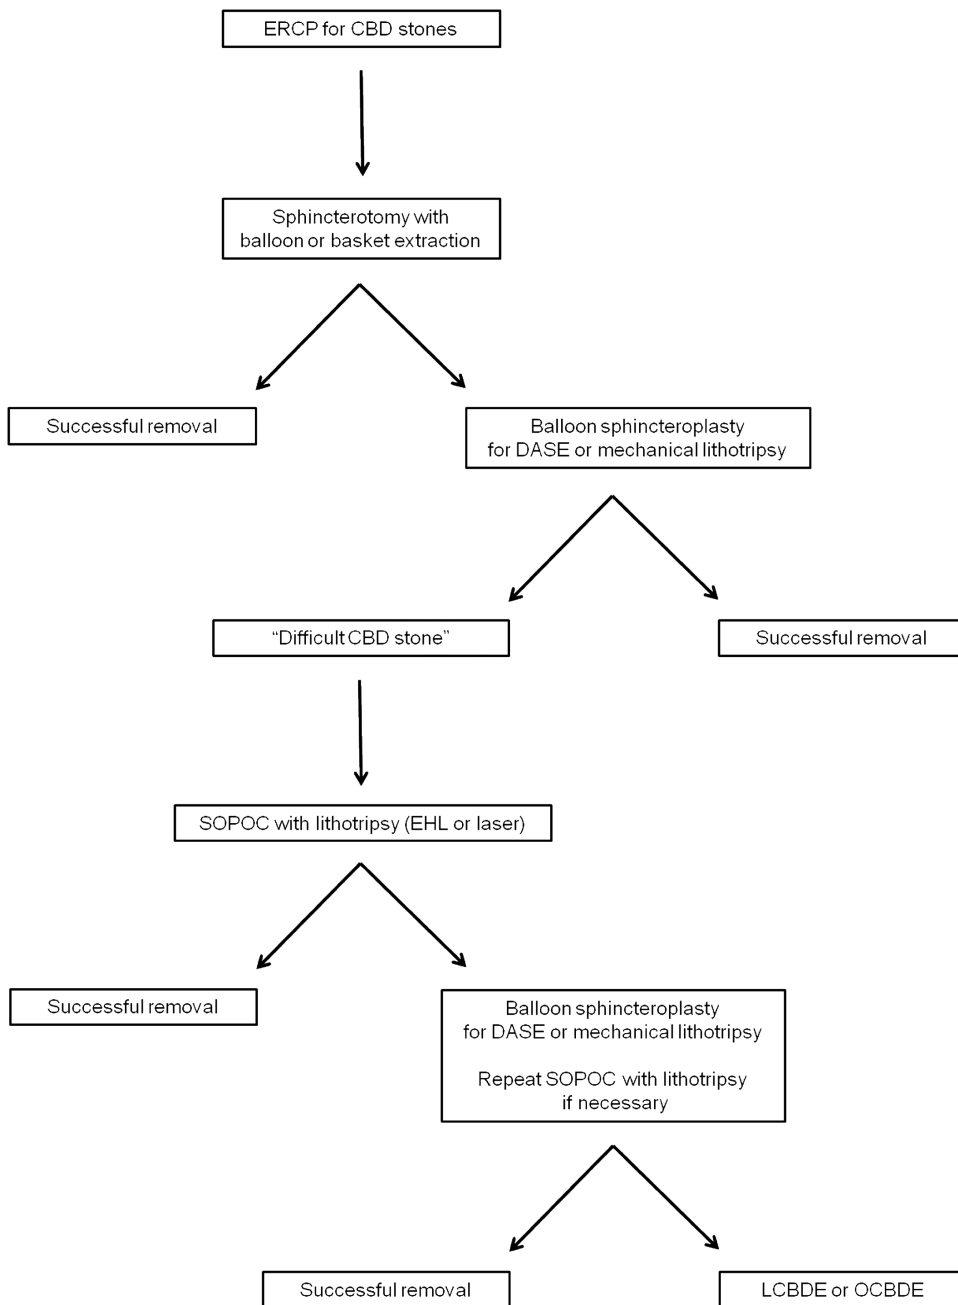 ERCP for CBD stones
Sphincterotomy with
balloon or basket extraction
Successful removal
Balloon sphincteroplasty
for DASE or mechanical lithotripsy
“Difficult CBD stone”
Successful removal
SOPOC with lithotripsy (EHL or laser)
Successful removal
Balloon sphincteroplasty
for DASE or mechanical lithotripsy
Repeat SOPOC with lithotripsy
if necessary
Successful removal
LCBDE or OCBDE